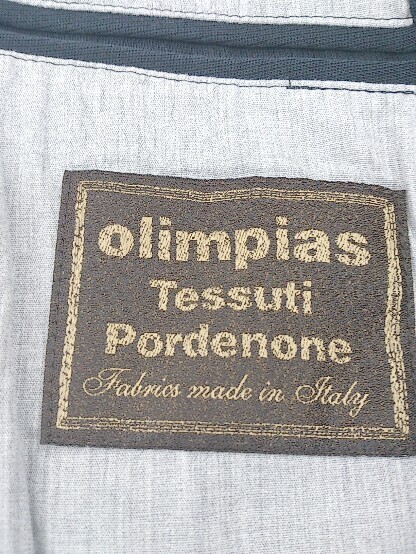 olimpias
Tessuti
Pordenone
Fabrics made in Italy